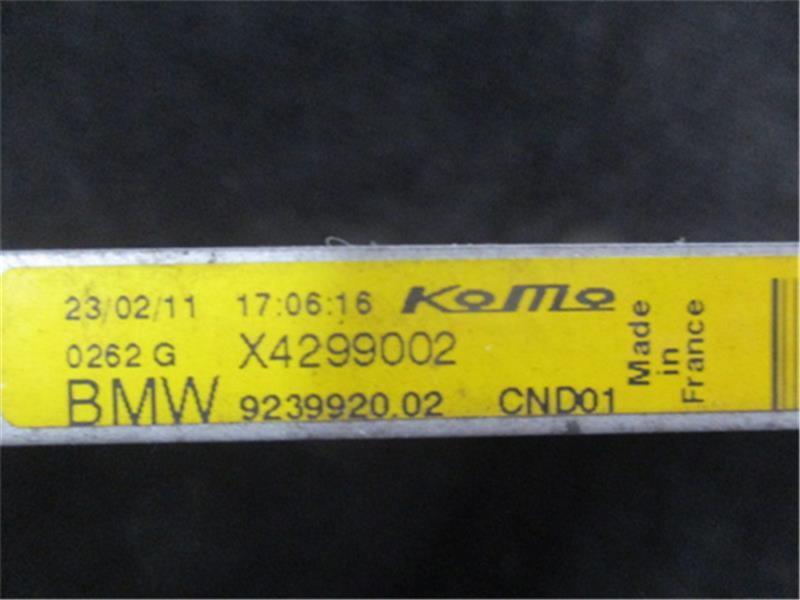 23/02/11 17:06:16 KoMo
0262 G X4299002
BMW 9239920.02 CND01
Made
in
France